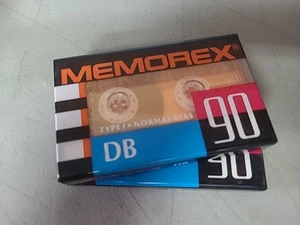 MEMOREX®
TYPE I • NORMAL BIAS
DB 90
90